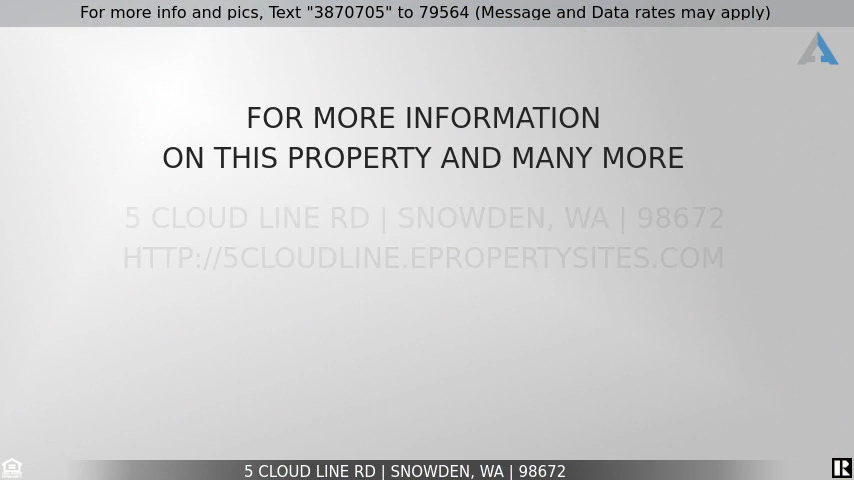 For more info and pics, Text "3870705" to 79564 (Message and Data rates may apply)
FOR MORE INFORMATION
ON THIS PROPERTY AND MANY MORE
5 CLOUD LINE RD | SNOWDEN, WA | 98672
HTTP://5CLOUDLINE.EPROPERTYSITES.COM
5 CLOUD LINE RD | SNOWDEN, WA | 98672